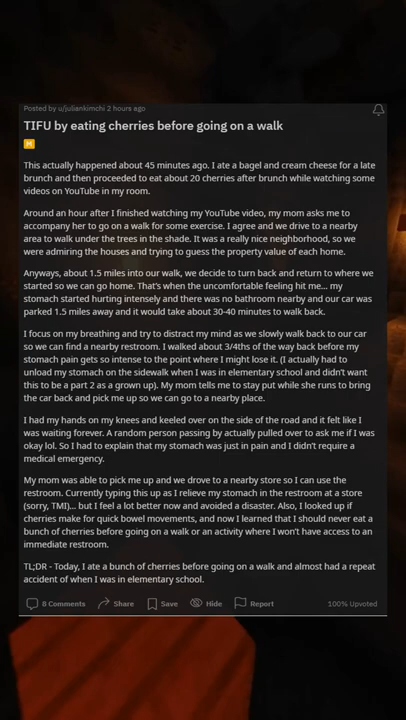 Posted by u/juliankimchi 2 hours ago
TIFU by eating cherries before going on a walk
M
This actually happened about 45 minutes ago. I ate a bagel and cream cheese for a late
brunch and then proceeded to eat about 20 cherries after brunch while watching some
videos on YouTube in my room.
Around an hour after I finished watching my YouTube video, my mom asks me to
accompany her to go on a walk for some exercise. I agree and we drive to a nearby
area to walk under the trees in the shade. It was a really nice neighborhood, so we
were admiring the houses and trying to guess the property value of each home.
Anyways, about 1.5 miles into our walk, we decide to turn back and return to where we
started so we can go home. That's when the uncomfortable feeling hit me... my
stomach started hurting intensely and there was no bathroom nearby and our car was
parked 1.5 miles away and it would take about 30-40 minutes to walk back.
I focus on my breathing and try to distract my mind as we slowly walk back to our car
so we can find a nearby restroom. I walked about 3/4ths of the way back before my
stomach pain gets so intense to the point where I might lose it. (I actually had to
unload my stomach on the sidewalk when I was in elementary school and didn't want
this to be a part 2 as a grown up). My mom tells me to stay put while she runs to bring
the car back and pick me up so we can go to a nearby place.
I had my hands on my knees and keeled over on the side of the road and it felt like I
was waiting forever. A random person passing by actually pulled over to ask me if I was
okay lol. So I had to explain that my stomach was just in pain and I didn't require a
medical emergency.
My mom was able to pick me up and we drove to a nearby store so I can use the
restroom. Currently typing this up as I relieve my stomach in the restroom at a store
(sorry, TMI)... but I feel a lot better now and avoided a disaster. Also, I looked up if
cherries make for quick bowel movements, and now I learned that I should never eat a
bunch of cherries before going on a walk or an activity where I won't have access to an
immediate restroom.
TL;DR - Today, I ate a bunch of cherries before going on a walk and almost had a repeat
accident of when I was in elementary school.
8 Comments Share Save Hide Report 100% Upvoted